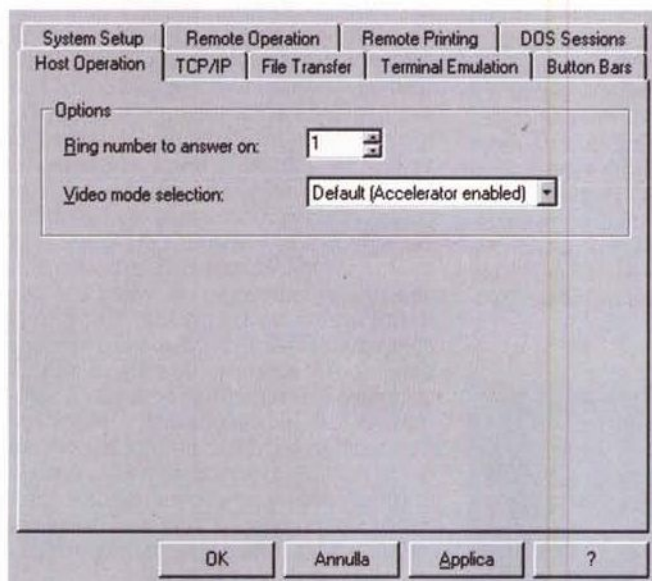 System Setup Remote Operation Remote Printing DOS Sessions
Host Operation TCP/IP File Transfer Terminal Emulation Button Bars
Options
Ring number to answer on: 1
Video mode selection: Default (Accelerator enabled)
OK Annulla Applica ?